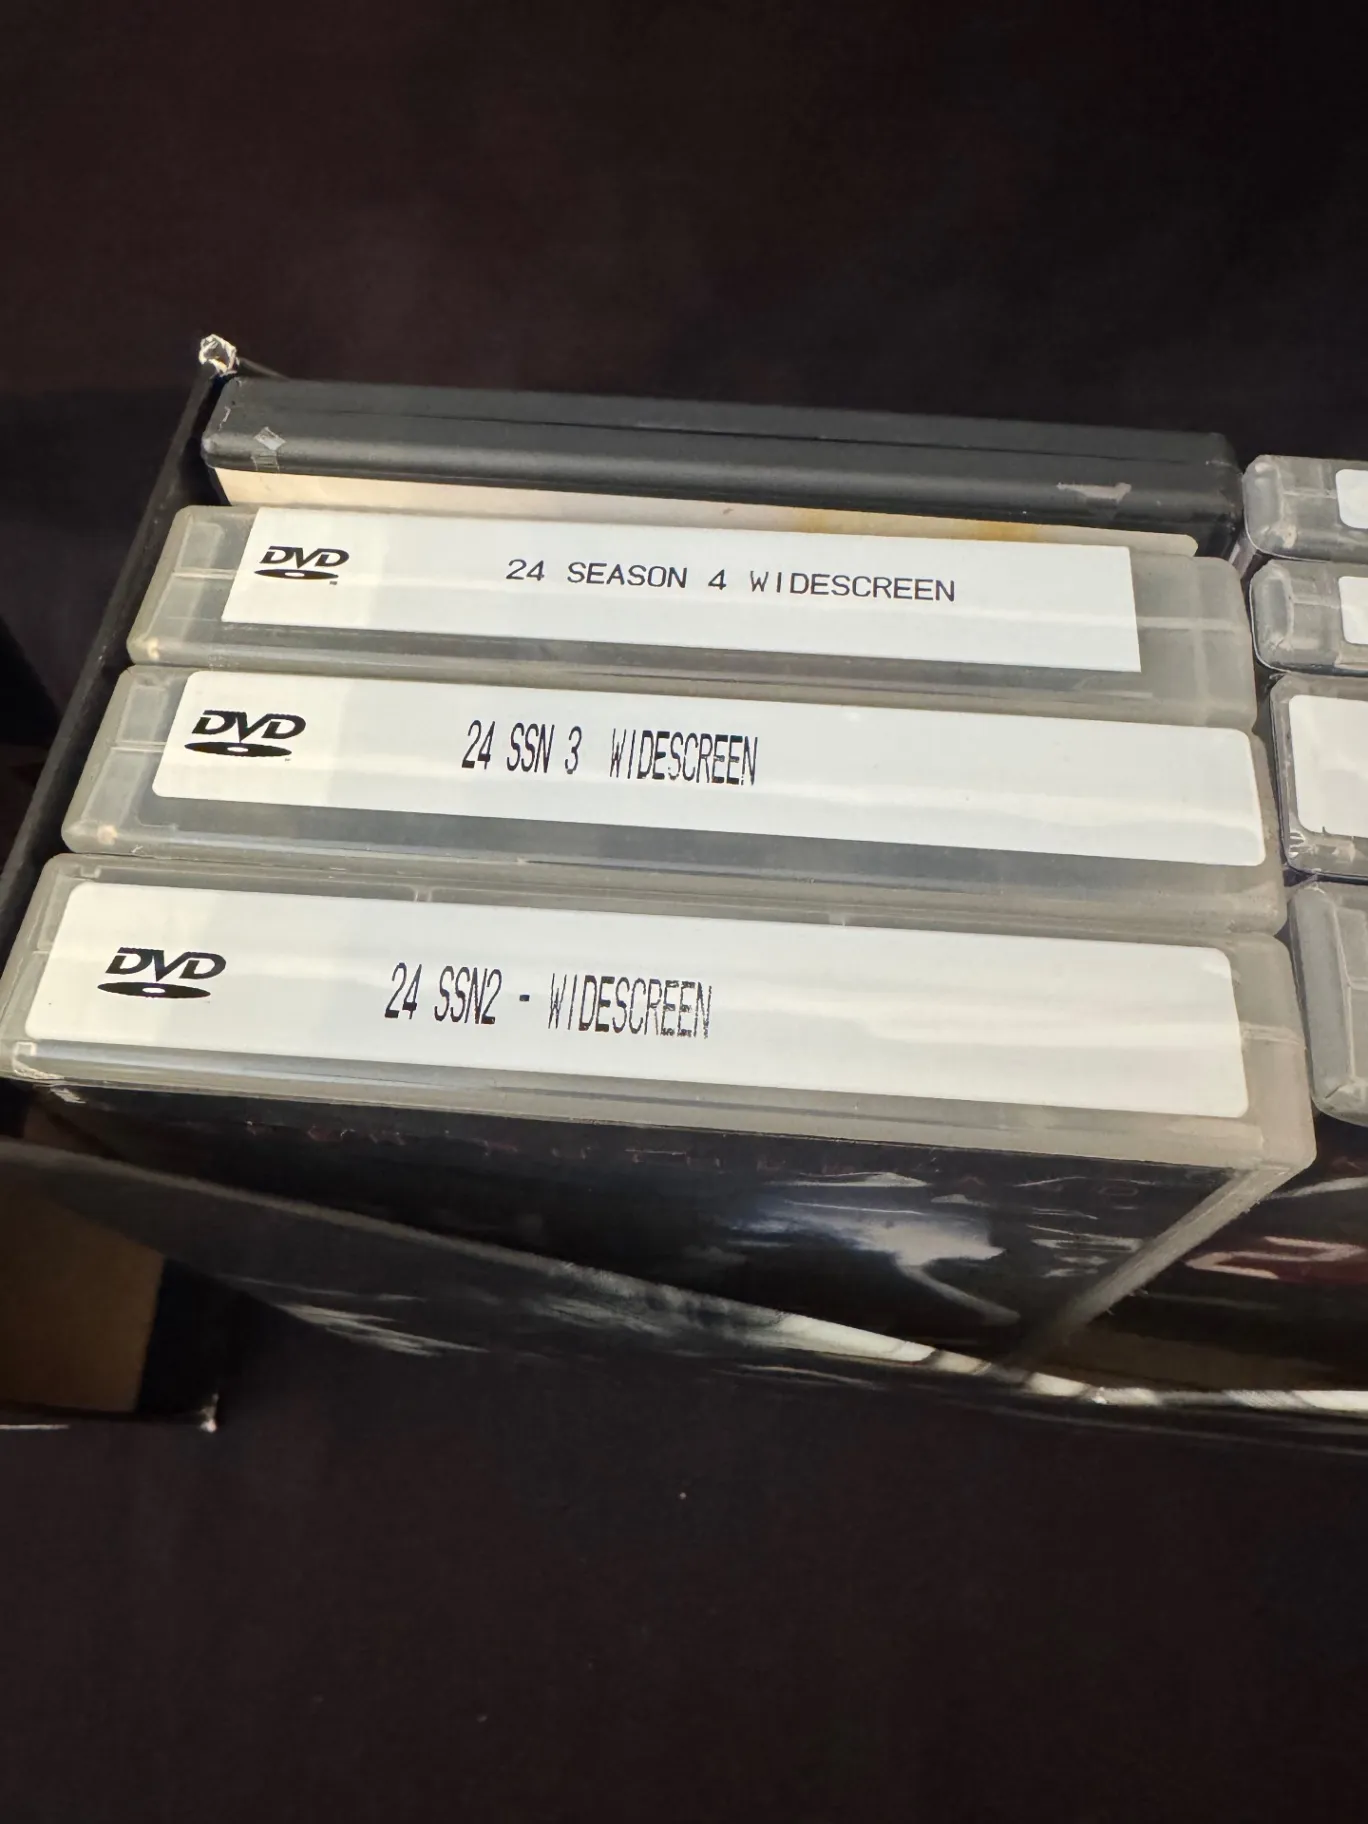 DVD
24 SEASON 4 WIDESCREEN
DVD
24 SSN 3 WIDESCREEN
DVD
24 SSN2 - WIDESCREEN